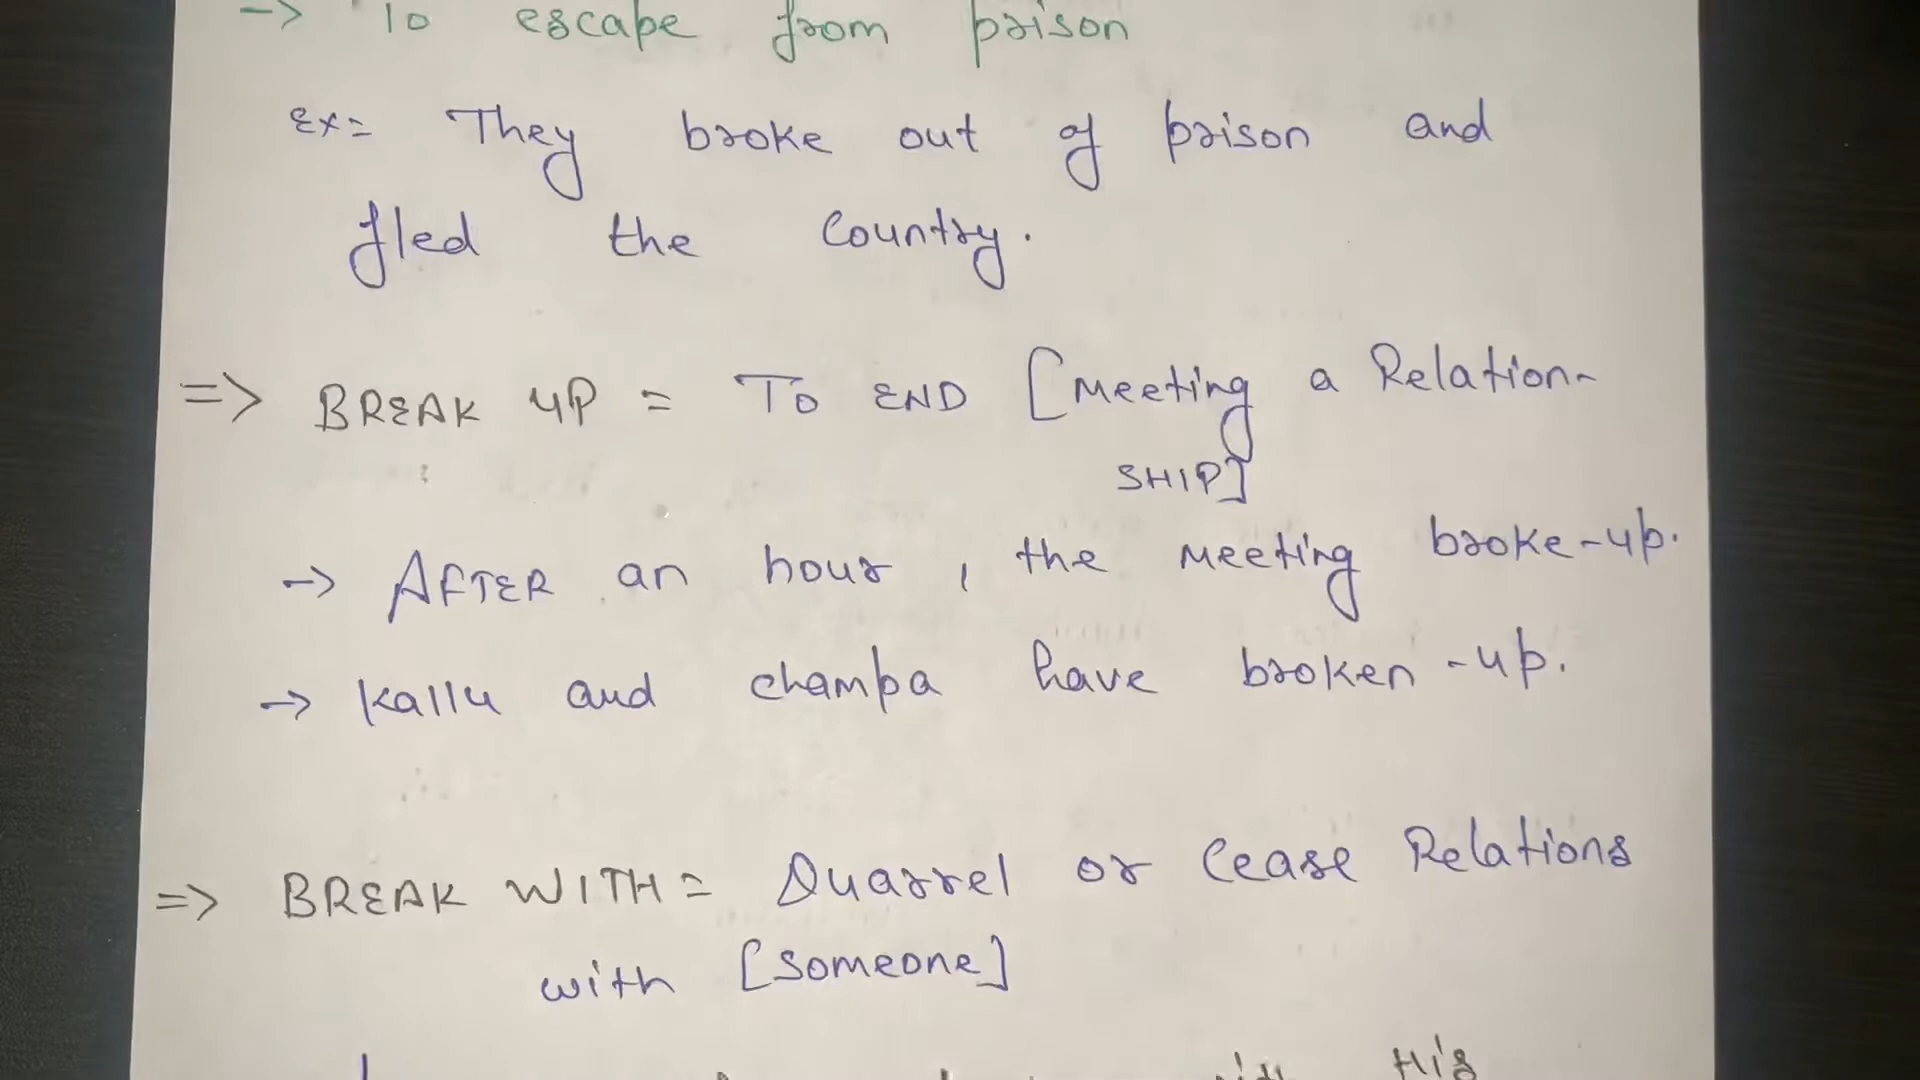 -> To escape from prison
Ex= They broke out of prison and
fled the Country.
=> BREAK UP = TO END [Meeting a Relation-
SHIP]
-> AFTER an hour, the Meeting broke-up.
-> Kallu and champa have broken-up.
=> BREAK WITH = Quarrel or Cease Relations
with [Someone]
His